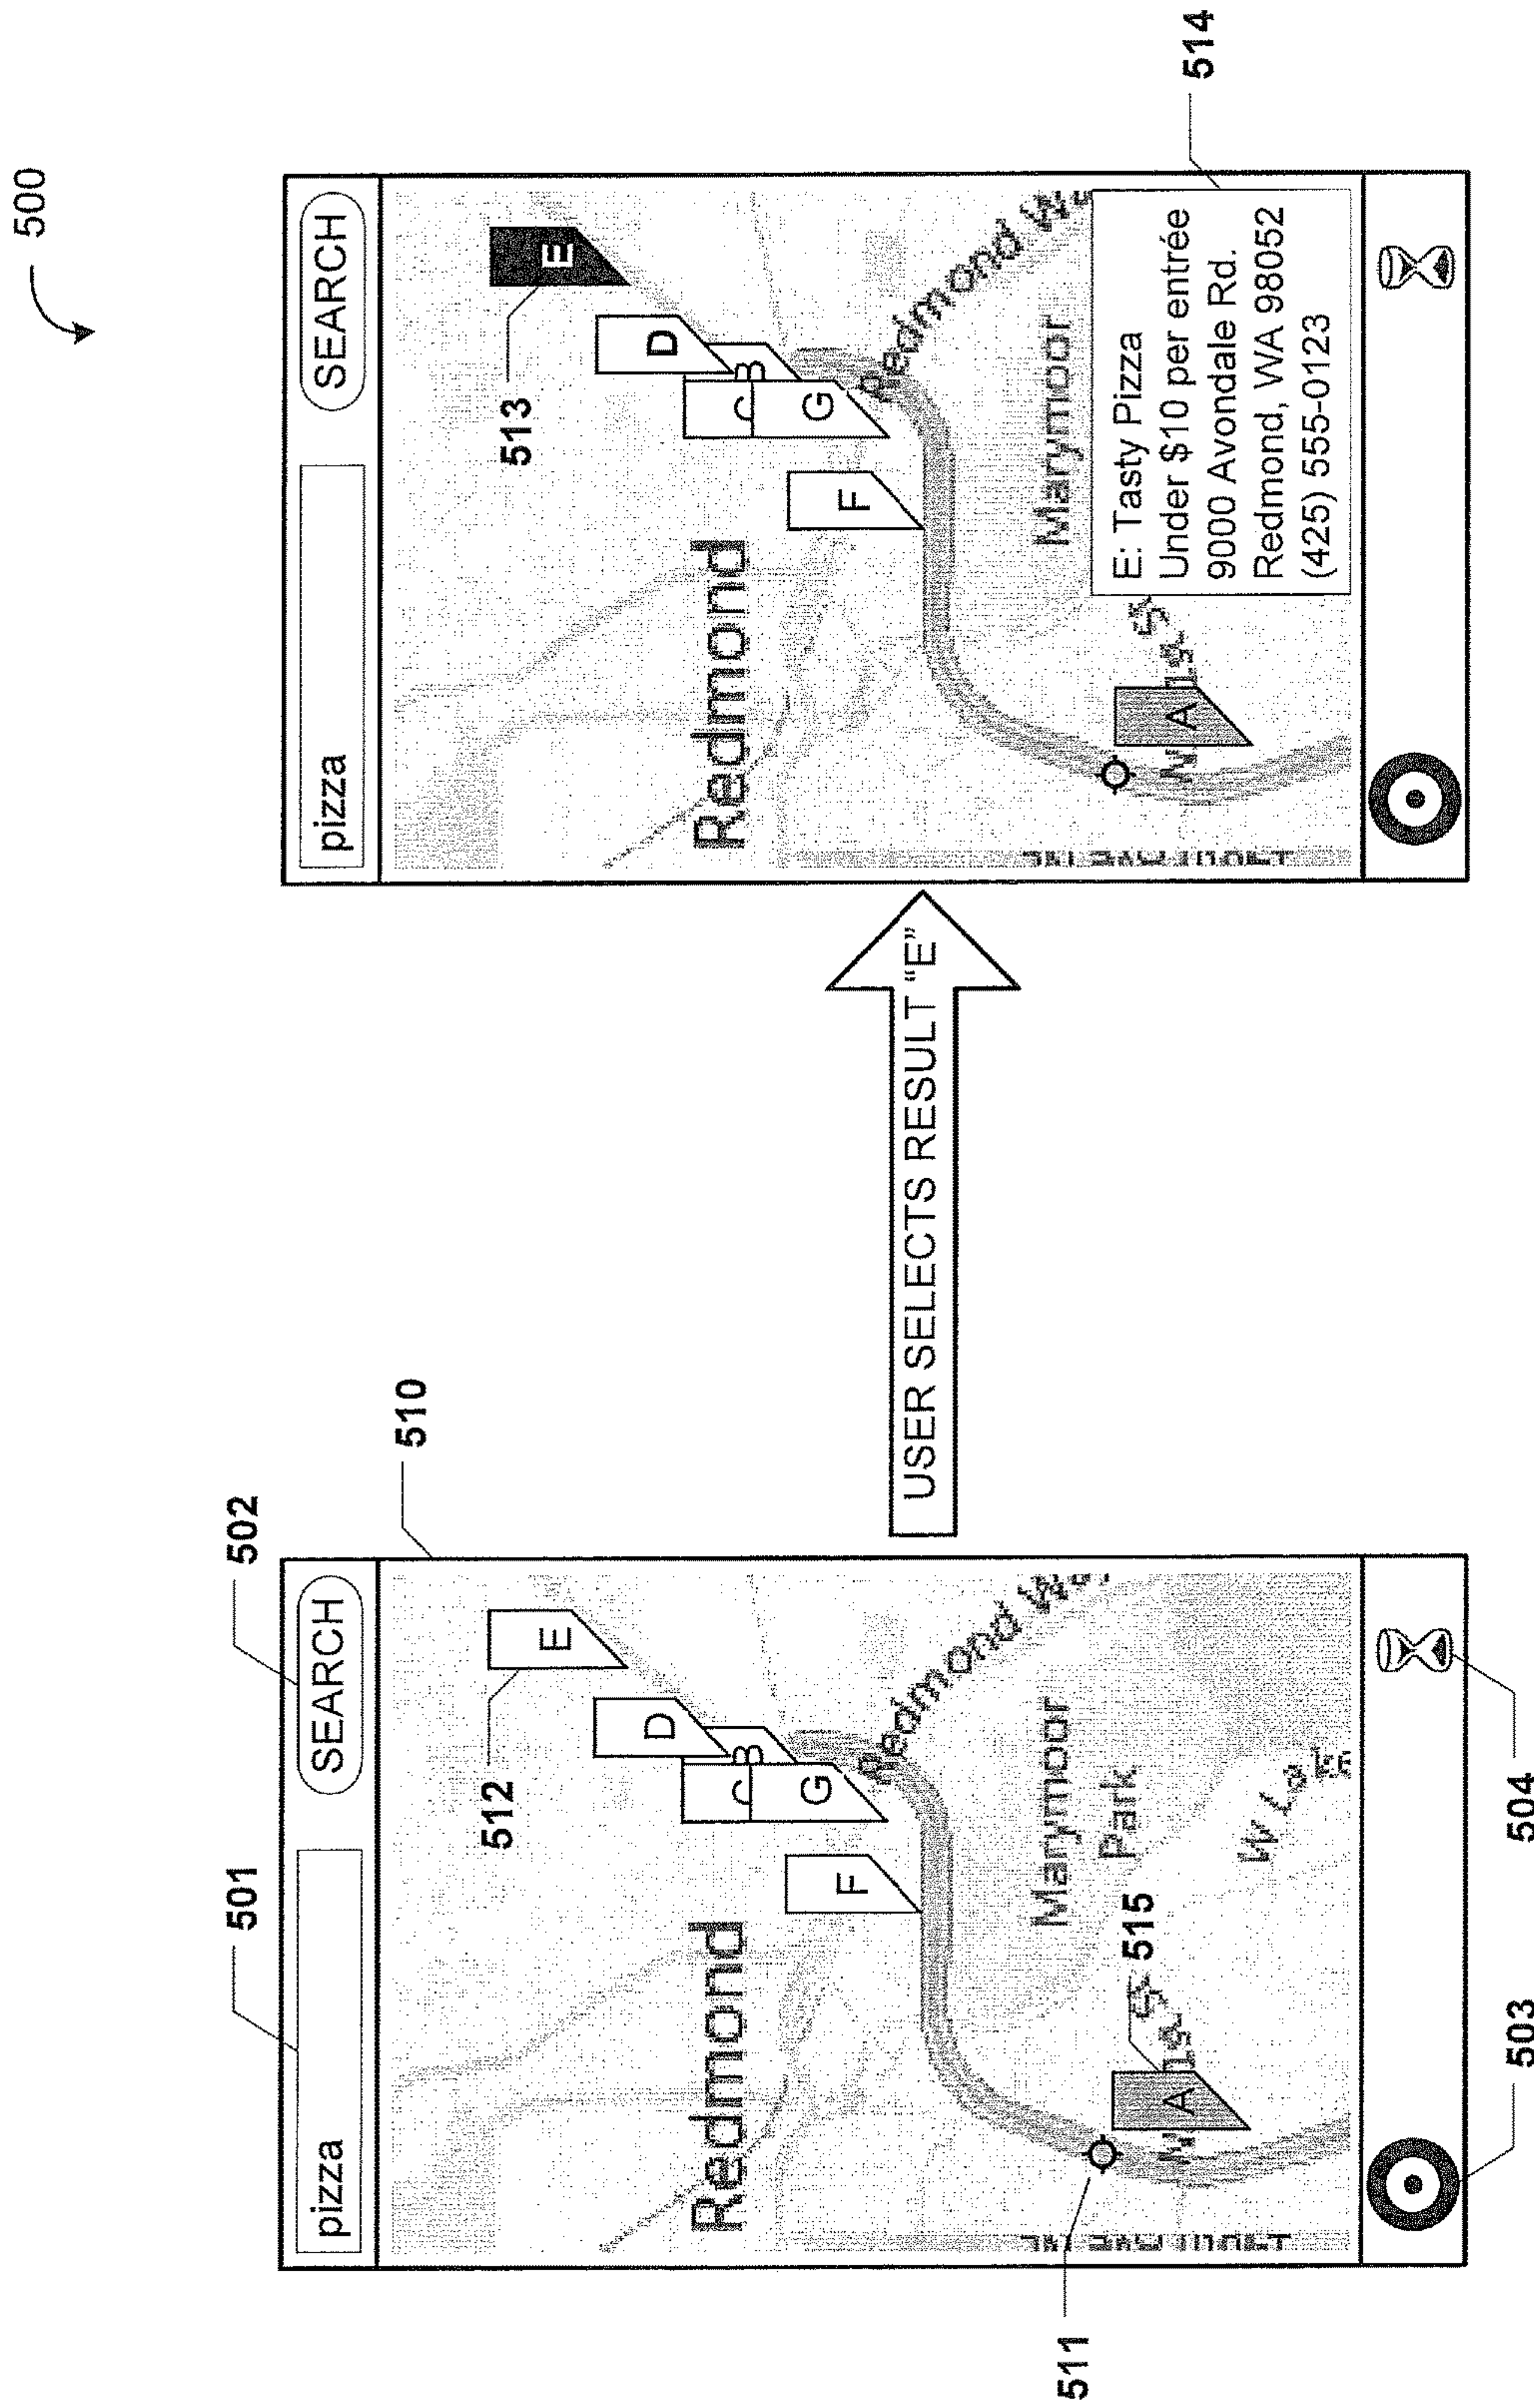 500
501
502
pizza
SEARCH
510
512
E
D
C
B
G
F
Redmond
Redmond
Marymoor
Park
515
A
511
503
504
USER SELECTS RESULT “E”
pizza
SEARCH
513
E
D
C
B
G
F
Redmond
Redmond
Marymoor
A
E: Tasty Pizza
Under $10 per entrée
9000 Avondale Rd.
Redmond, WA 98052
(425) 555-0123
514